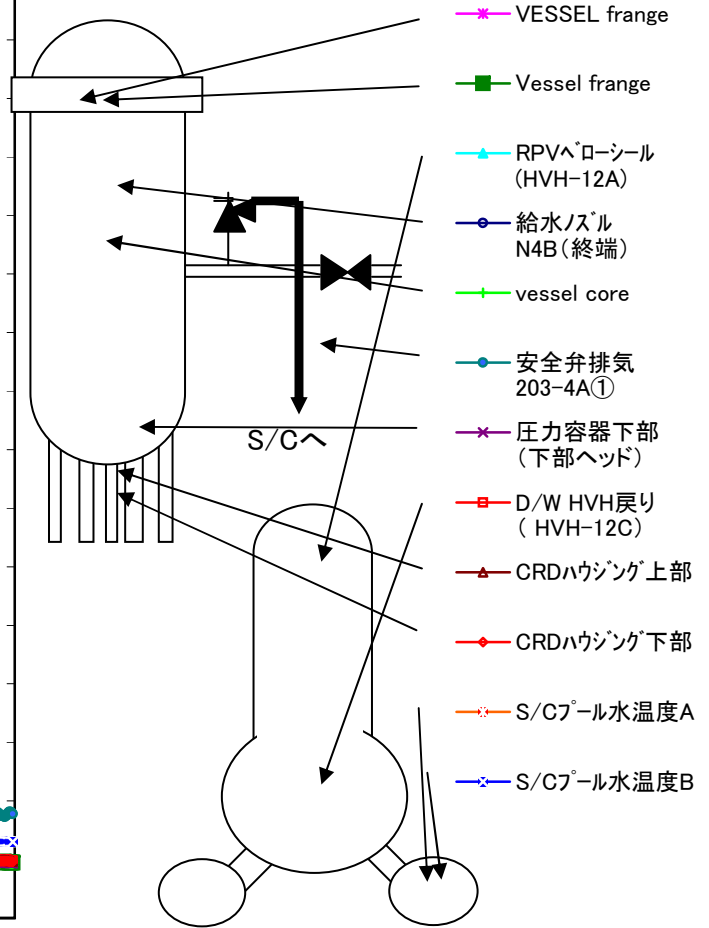 VESSEL frange
Vessel frange
RPVベローシール
(HVH-12A)
給水ノズル
N4B(終端)
vessel core
安全弁排気
203-4A①
圧力容器下部
(下部ヘッド)
D/W HVH戻り
( HVH-12C)
CRDハウジング上部
CRDハウジング下部
S/Cプール水温度A
S/Cプール水温度B
S/Cへ